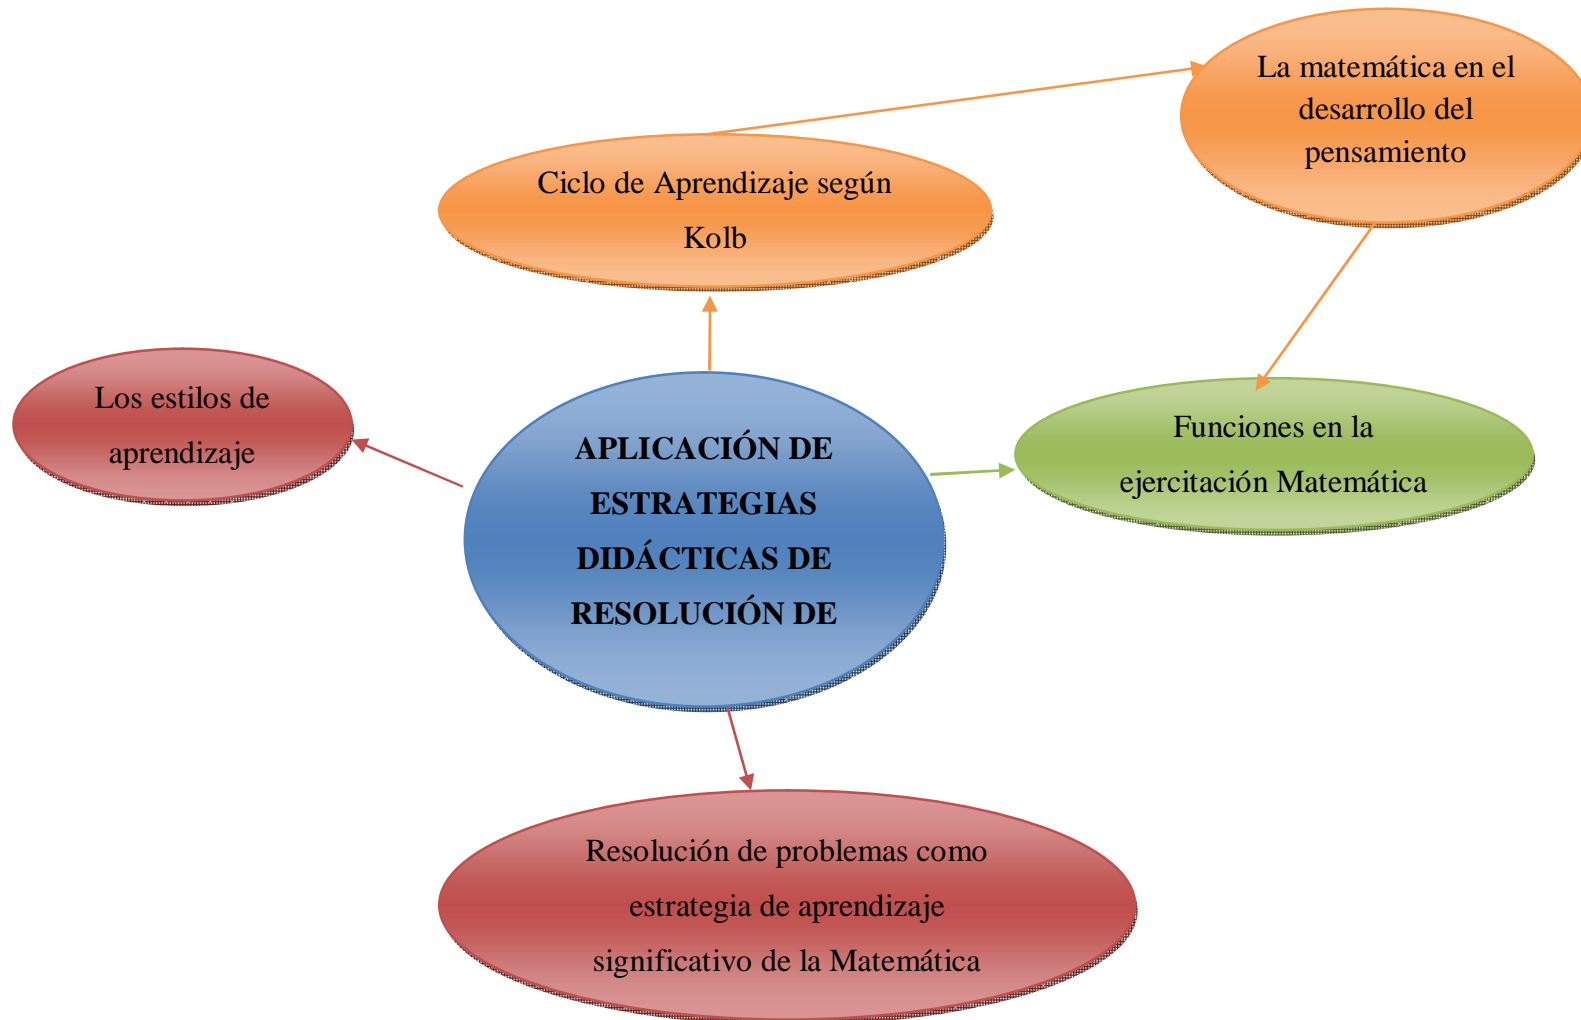 La matemática en el
desarrollo del
pensamiento
Ciclo de Aprendizaje según
Kolb
Los estilos de
aprendizaje
APLICACIÓN DE
ESTRATEGIAS
DIDÁCTICAS DE
RESOLUCIÓN DE
Funciones en la
ejercitación Matemática
Resolución de problemas como
estrategia de aprendizaje
significativo de la Matemática